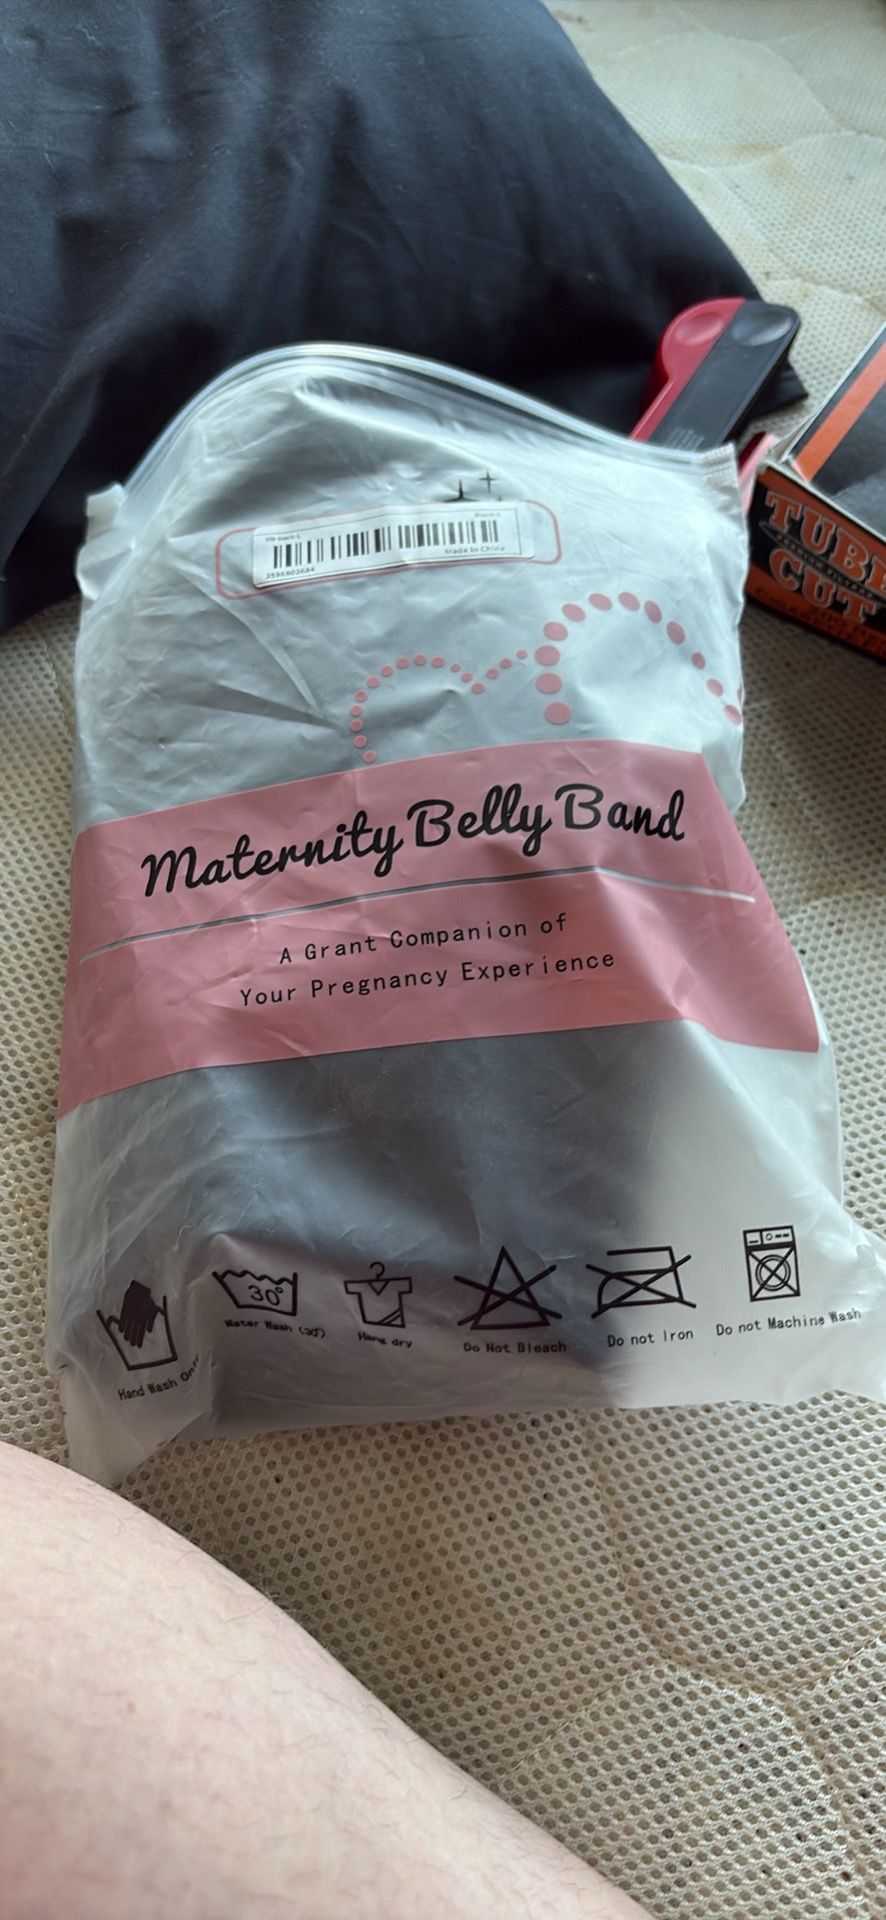 Black-L
Made in China
Maternity Belly Band
A Grant Companion of
Your Pregnancy Experience
30°
Hand Wash Only
Water Wash (30°)
Hang dry
Do Not Bleach
Do not Iron
Do not Machine Wash
TUBE
CUT